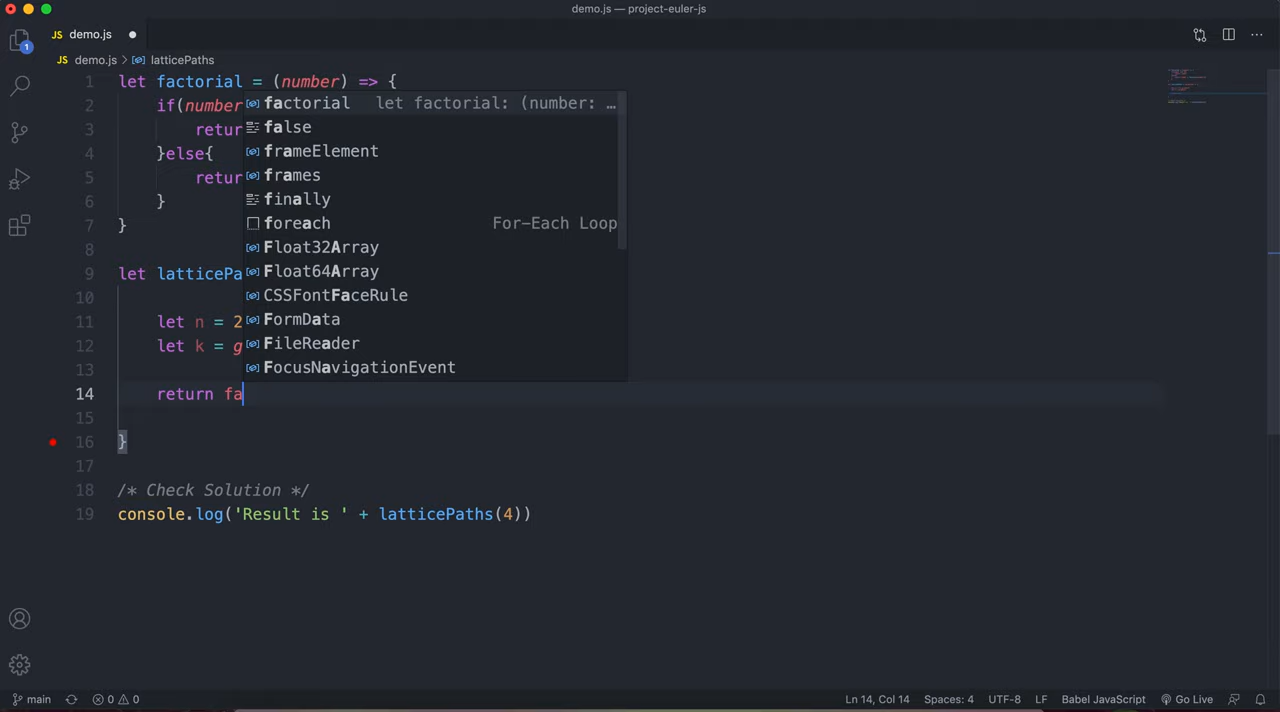 demo.js — project-euler-js
1
JS demo.js
JS demo.js > latticePaths
1 let factorial = (number) => {
2 if(number
3 retur
4 }else{
5 retur
6 }
7 }
8
9 let latticePa
10
11 let n = 2
12 let k = g
13
14 return fa
15
16 }
17
18 /* Check Solution */
19 console.log('Result is ' + latticePaths(4))
factorial let factorial: (number: …
false
frameElement
frames
finally
foreach For-Each Loop
Float32Array
Float64Array
CSSFontFaceRule
FormData
FileReader
FocusNavigationEvent
main 0 0 Ln 14, Col 14 Spaces: 4 UTF-8 LF Babel JavaScript Go Live